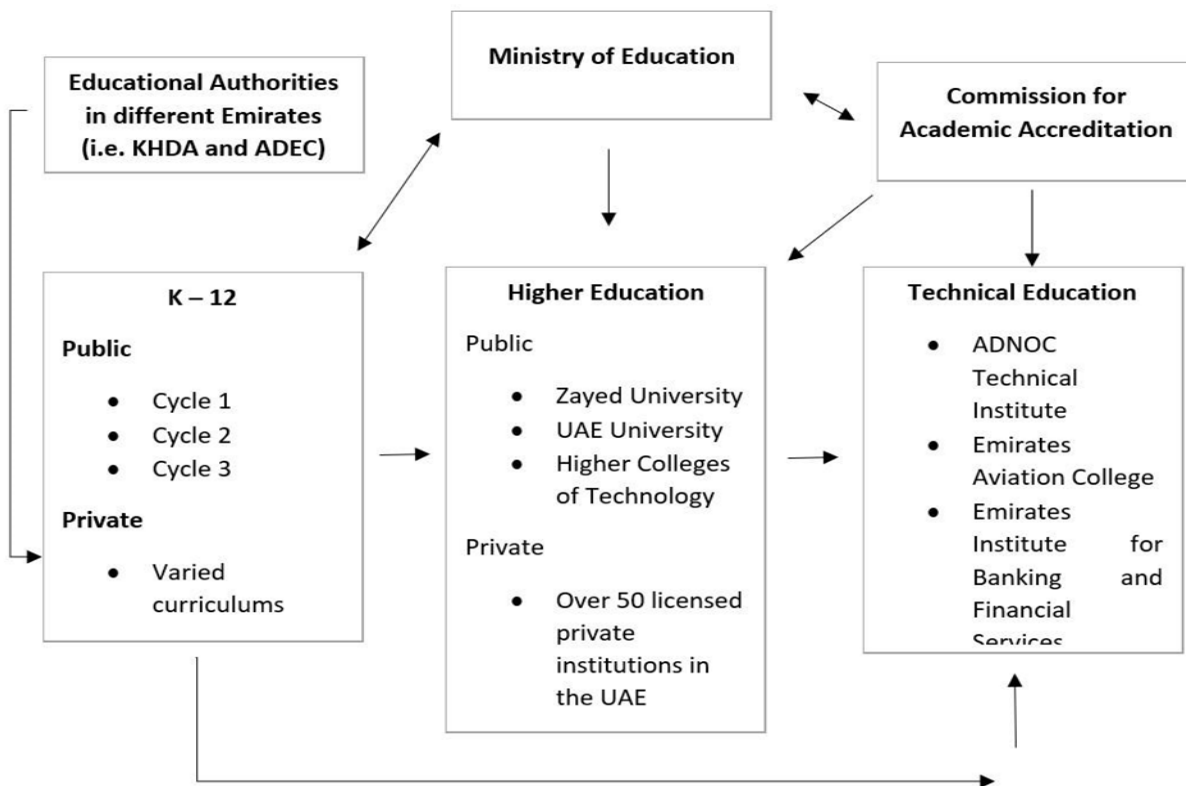 Ministry of Education
Educational Authorities
in different Emirates
(i.e. KHDA and ADEC)
Commission for
Academic Accreditation
K – 12
Public
● Cycle 1
● Cycle 2
● Cycle 3
Private
● Varied
curriculums
Higher Education
Public
● Zayed University
● UAE University
● Higher Colleges
of Technology
Private
● Over 50 licensed
private
institutions in
the UAE
Technical Education
● ADNOC
Technical
Institute
● Emirates
Aviation College
● Emirates
Institute for
Banking and
Financial
Services